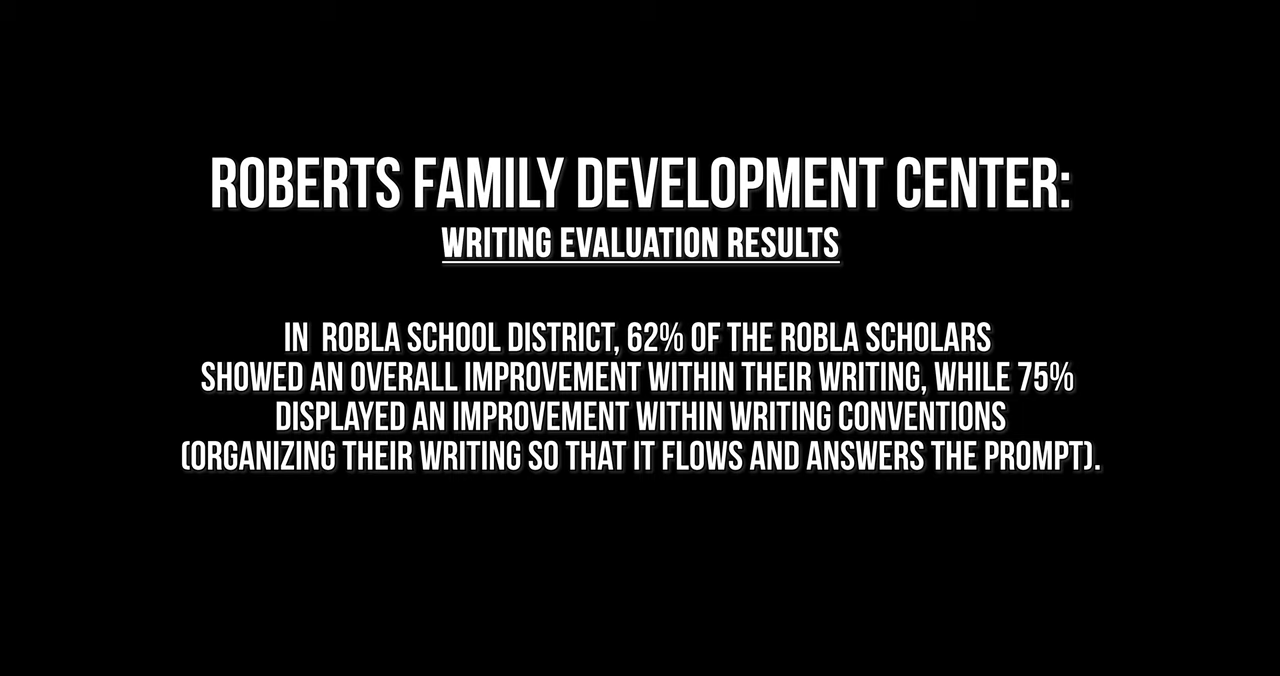 ROBERTS FAMILY DEVELOPMENT CENTER:
WRITING EVALUATION RESULTS
IN ROBLA SCHOOL DISTRICT, 62% OF THE ROBLA SCHOLARS
SHOWED AN OVERALL IMPROVEMENT WITHIN THEIR WRITING, WHILE 75%
DISPLAYED AN IMPROVEMENT WITHIN WRITING CONVENTIONS
(ORGANIZING THEIR WRITING SO THAT IT FLOWS AND ANSWERS THE PROMPT).